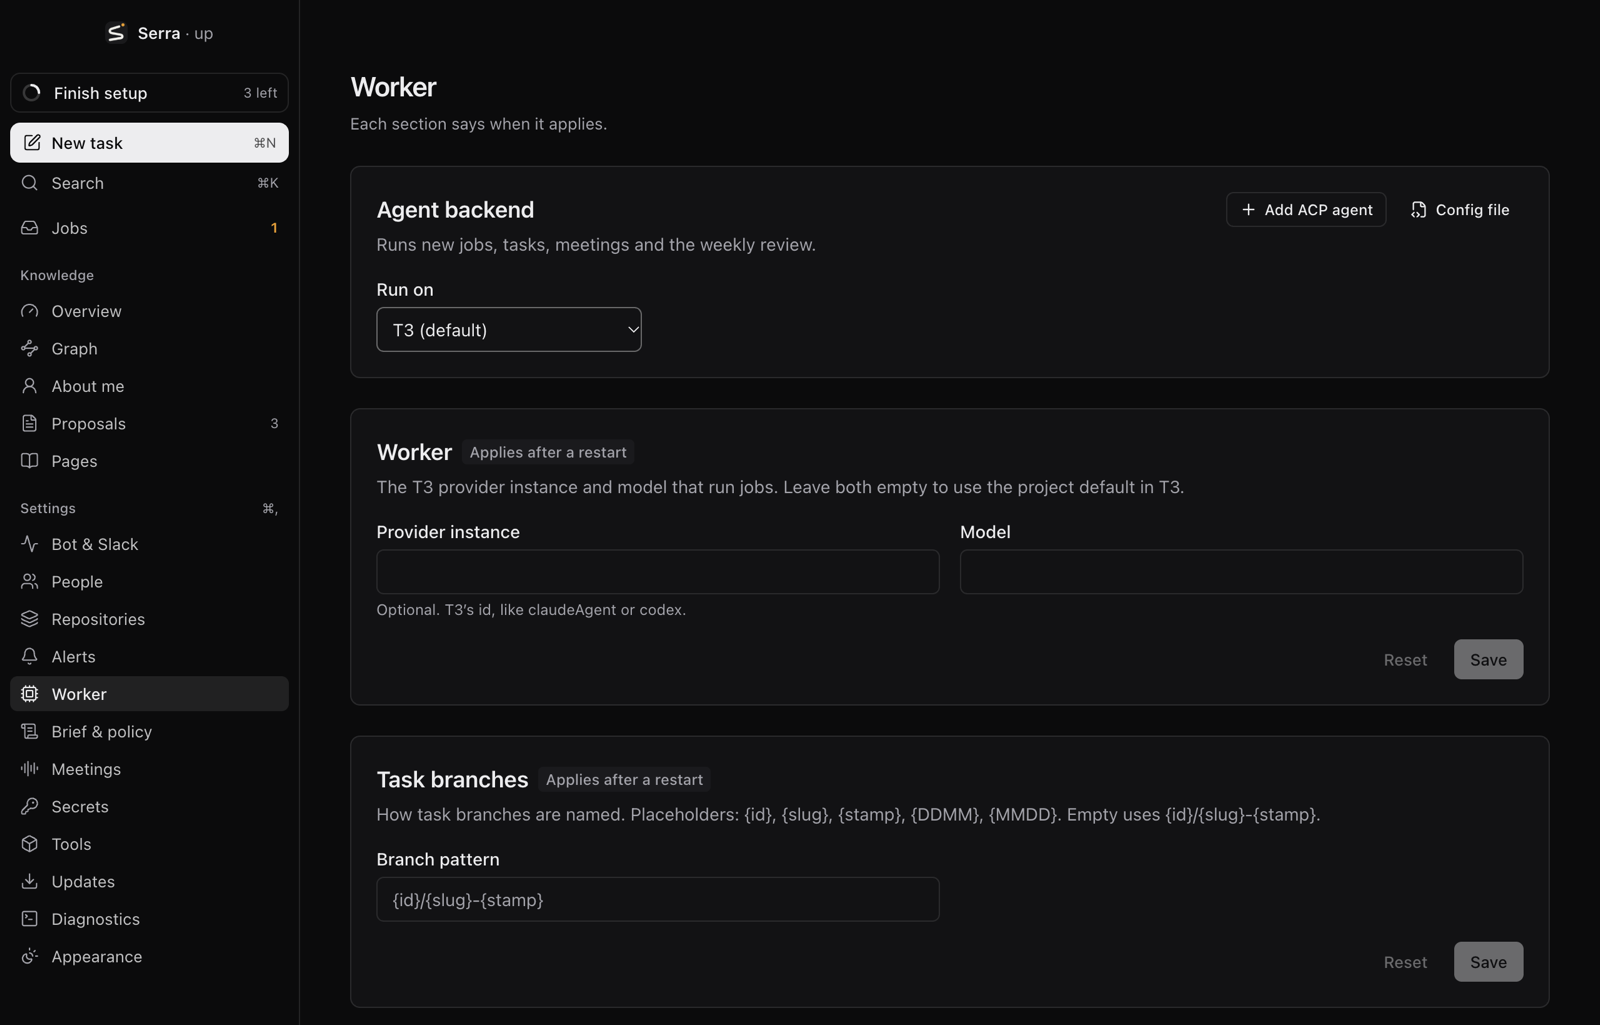 Serra · up
Finish setup 3 left
New task ⌘N
Search ⌘K
Jobs 1
Knowledge
Overview
Graph
About me
Proposals 3
Pages
Settings ⌘,
Bot & Slack
People
Repositories
Alerts
Worker
Brief & policy
Meetings
Secrets
Tools
Updates
Diagnostics
Appearance
Worker
Each section says when it applies.
Agent backend
Add ACP agent
Config file
Runs new jobs, tasks, meetings and the weekly review.
Run on
T3 (default)
Worker Applies after a restart
The T3 provider instance and model that run jobs. Leave both empty to use the project default in T3.
Provider instance
Model
Optional. T3’s id, like claudeAgent or codex.
Reset Save
Task branches Applies after a restart
How task branches are named. Placeholders: {id}, {slug}, {stamp}, {DDMM}, {MMDD}. Empty uses {id}/{slug}-{stamp}.
Branch pattern
{id}/{slug}-{stamp}
Reset Save